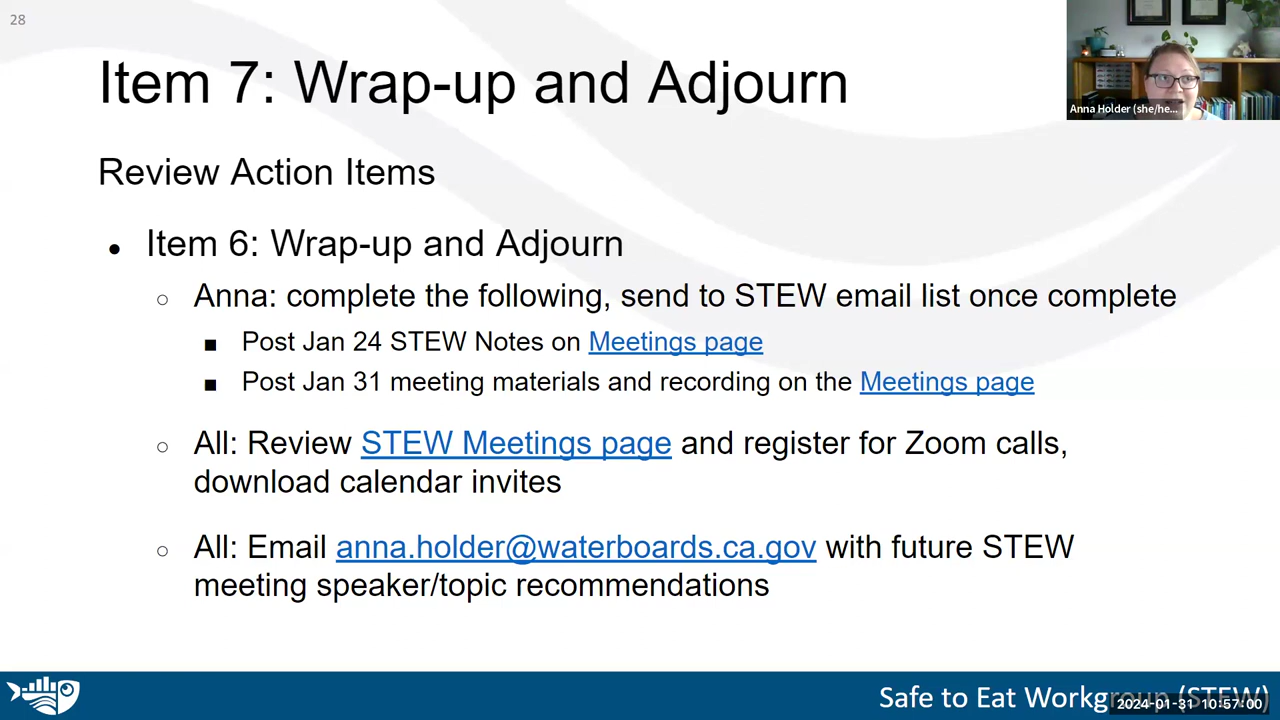 28
Item 7: Wrap-up and Adjourn
Anna Holder (she/he...
Review Action Items
● Item 6: Wrap-up and Adjourn
○ Anna: complete the following, send to STEW email list once complete
■ Post Jan 24 STEW Notes on Meetings page
■ Post Jan 31 meeting materials and recording on the Meetings page
○ All: Review STEW Meetings page and register for Zoom calls,
download calendar invites
○ All: Email anna.holder@waterboards.ca.gov with future STEW
meeting speaker/topic recommendations
Safe to Eat Workgroup (STEW)
2024-01-31 10:57:00